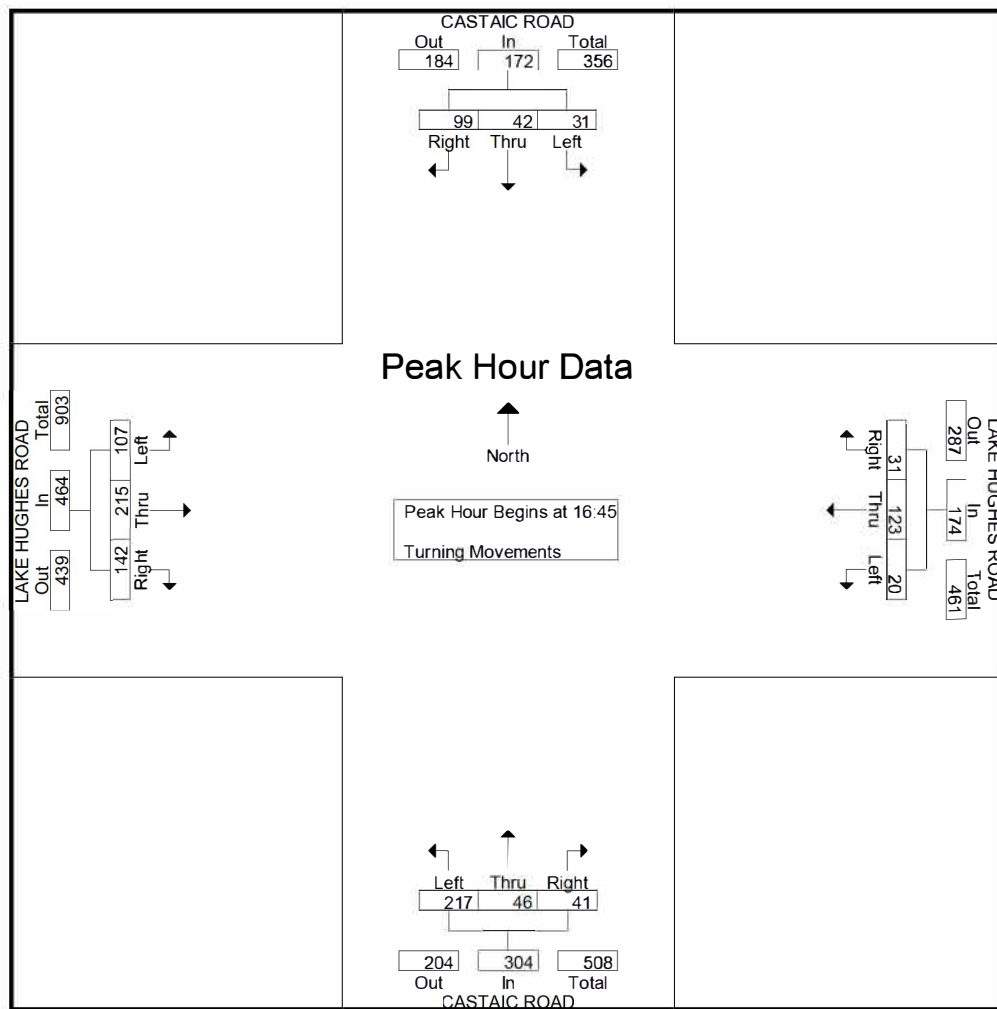 CASTAIC ROAD
Out In Total
184 172 356
99 42 31
Right Thru Left
Peak Hour Data
North
Peak Hour Begins at 16:45
Turning Movements
LAKE HUGHES ROAD
Out In Total
439 464 903
142 215 107
Right Thru Left
LAKE HUGHES ROAD
Out In Total
287 174 461
31 123 20
Right Thru Left
Left Thru Right
217 46 41
204 304 508
Out In Total
CASTAIC ROAD